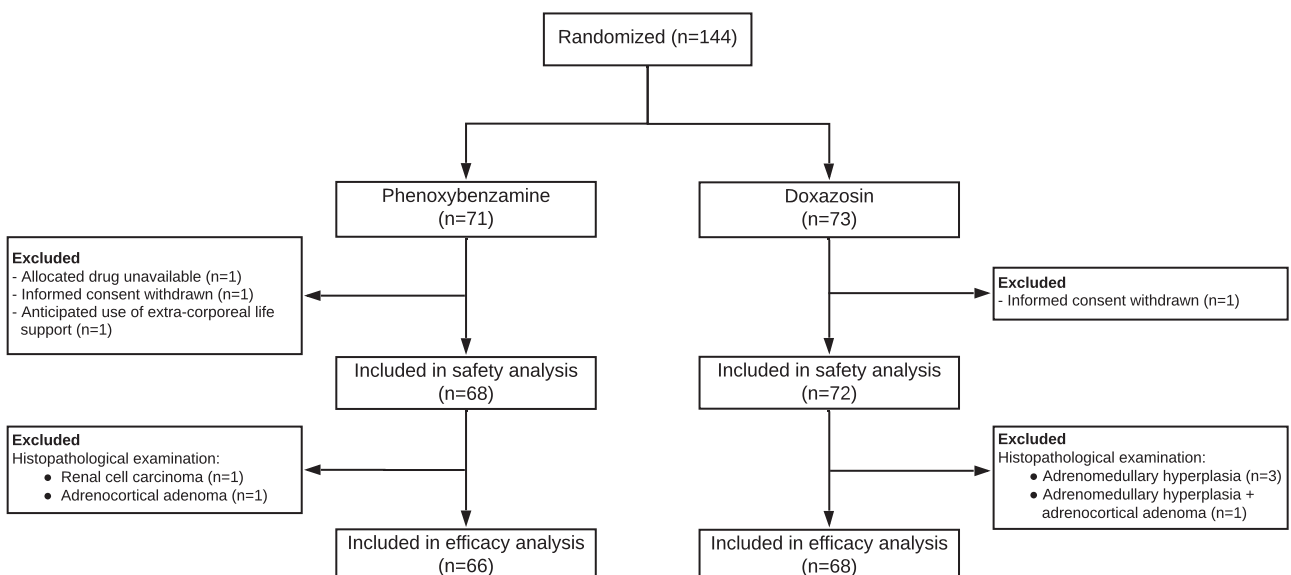 Randomized (n=144)
Phenoxybenzamine
(n=71)
Doxazosin
(n=73)
Excluded
- Allocated drug unavailable (n=1)
- Informed consent withdrawn (n=1)
- Anticipated use of extra-corporeal life
support (n=1)
Excluded
- Informed consent withdrawn (n=1)
Included in safety analysis
(n=68)
Included in safety analysis
(n=72)
Excluded
Histopathological examination:
● Renal cell carcinoma (n=1)
● Adrenocortical adenoma (n=1)
Excluded
Histopathological examination:
● Adrenomedullary hyperplasia (n=3)
● Adrenomedullary hyperplasia +
adrenocortical adenoma (n=1)
Included in efficacy analysis
(n=66)
Included in efficacy analysis
(n=68)